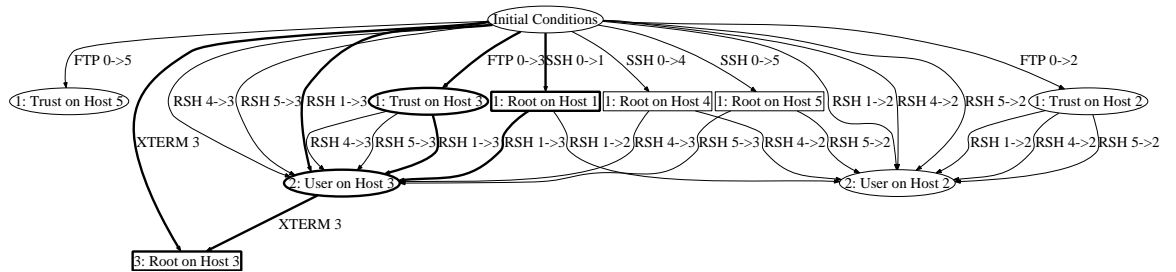 Initial Conditions
FTP 0->5
FTP 0->3
SSH 0->1
SSH 0->4
SSH 0->5
FTP 0->2
RSH 4->3
RSH 5->3
RSH 1->3
RSH 1->2
RSH 4->2
RSH 5->2
1: Trust on Host 5
1: Trust on Host 3
1: Root on Host 1
1: Root on Host 4
1: Root on Host 5
1: Trust on Host 2
XTERM 3
RSH 4->3
RSH 5->3
RSH 1->3
RSH 1->3
RSH 1->2
RSH 4->3
RSH 5->3
RSH 4->2
RSH 5->2
RSH 1->2
RSH 4->2
RSH 5->2
2: User on Host 3
2: User on Host 2
XTERM 3
3: Root on Host 3